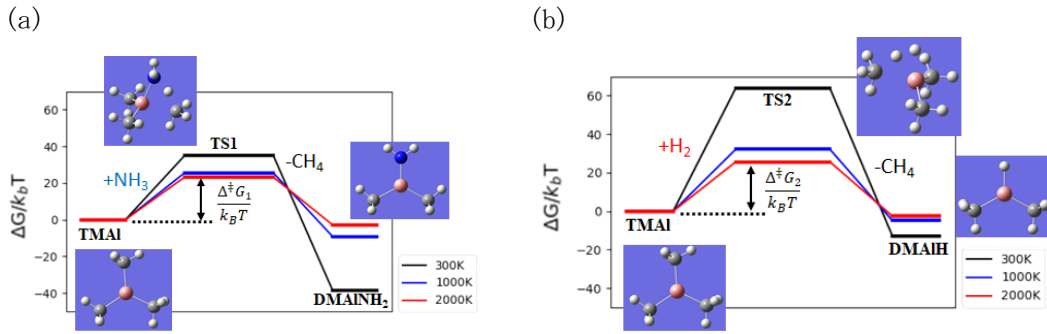 (a)
60
40
20
0
−20
−40
ΔG/k_bT
TS1
+NH₃
-CH₄
Δ‡G₁
k_BT
TMAl
DMAlNH₂
300K
1000K
2000K
(b)
60
40
20
0
−20
−40
ΔG/k_bT
TS2
+H₂
-CH₄
Δ‡G₂
k_BT
TMAl
DMAlH
300K
1000K
2000K